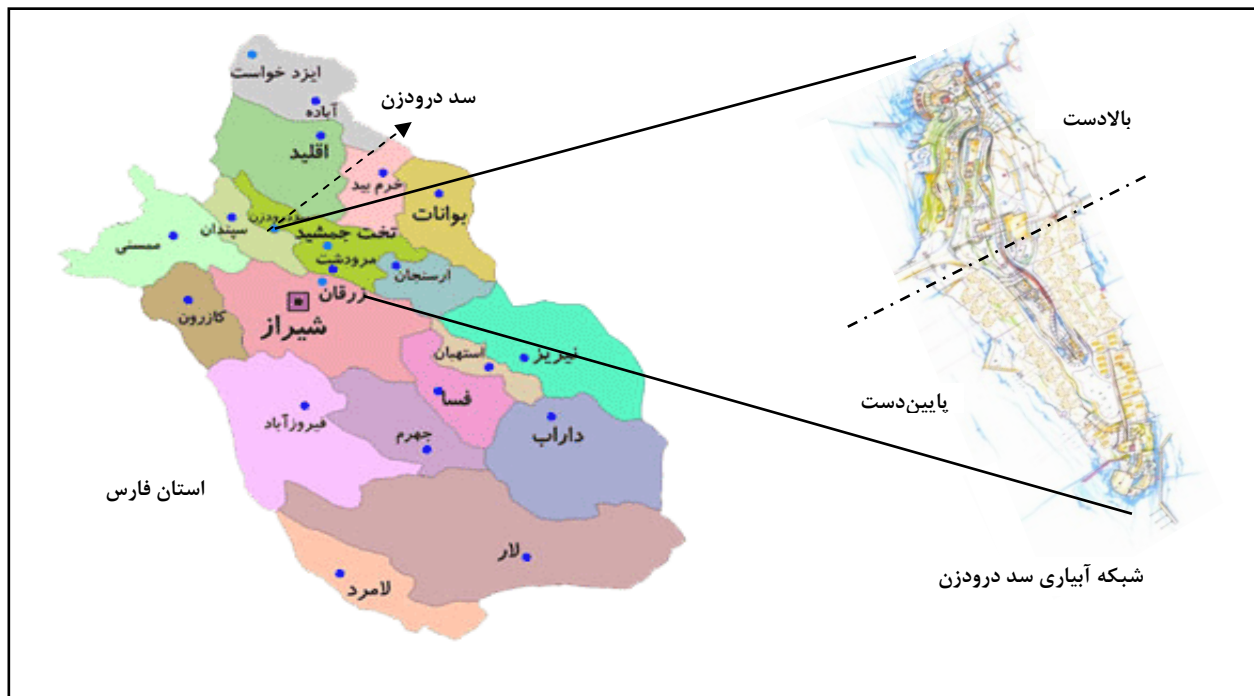 ایزد خواست
سد درودزن
آباده
بالادست
اقلید
خرم بید
بوانات
سپندان
تخت جمشید
ممسنی
مرودشت
ارسنجان
زرقان
کازرون
شیراز
استهبان
نیریز
فسا
پایین‌دست
فیروزآباد
جهرم
داراب
استان فارس
لار
شبکه آبیاری سد درودزن
لامرد